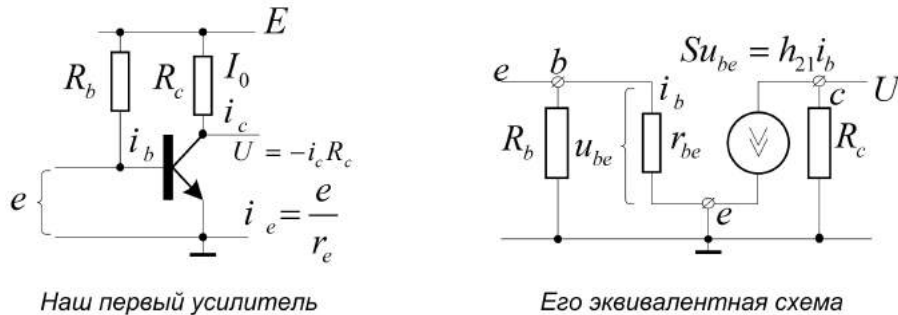 E
R_b
R_c
I_0
i_c
i_b
U = -i_c R_c
e
i_e = e/r_e
Наш первый усилитель
Su_be = h_21 i_b
e
b
i_b
c
U
R_b
u_be
r_be
R_c
e
Его эквивалентная схема